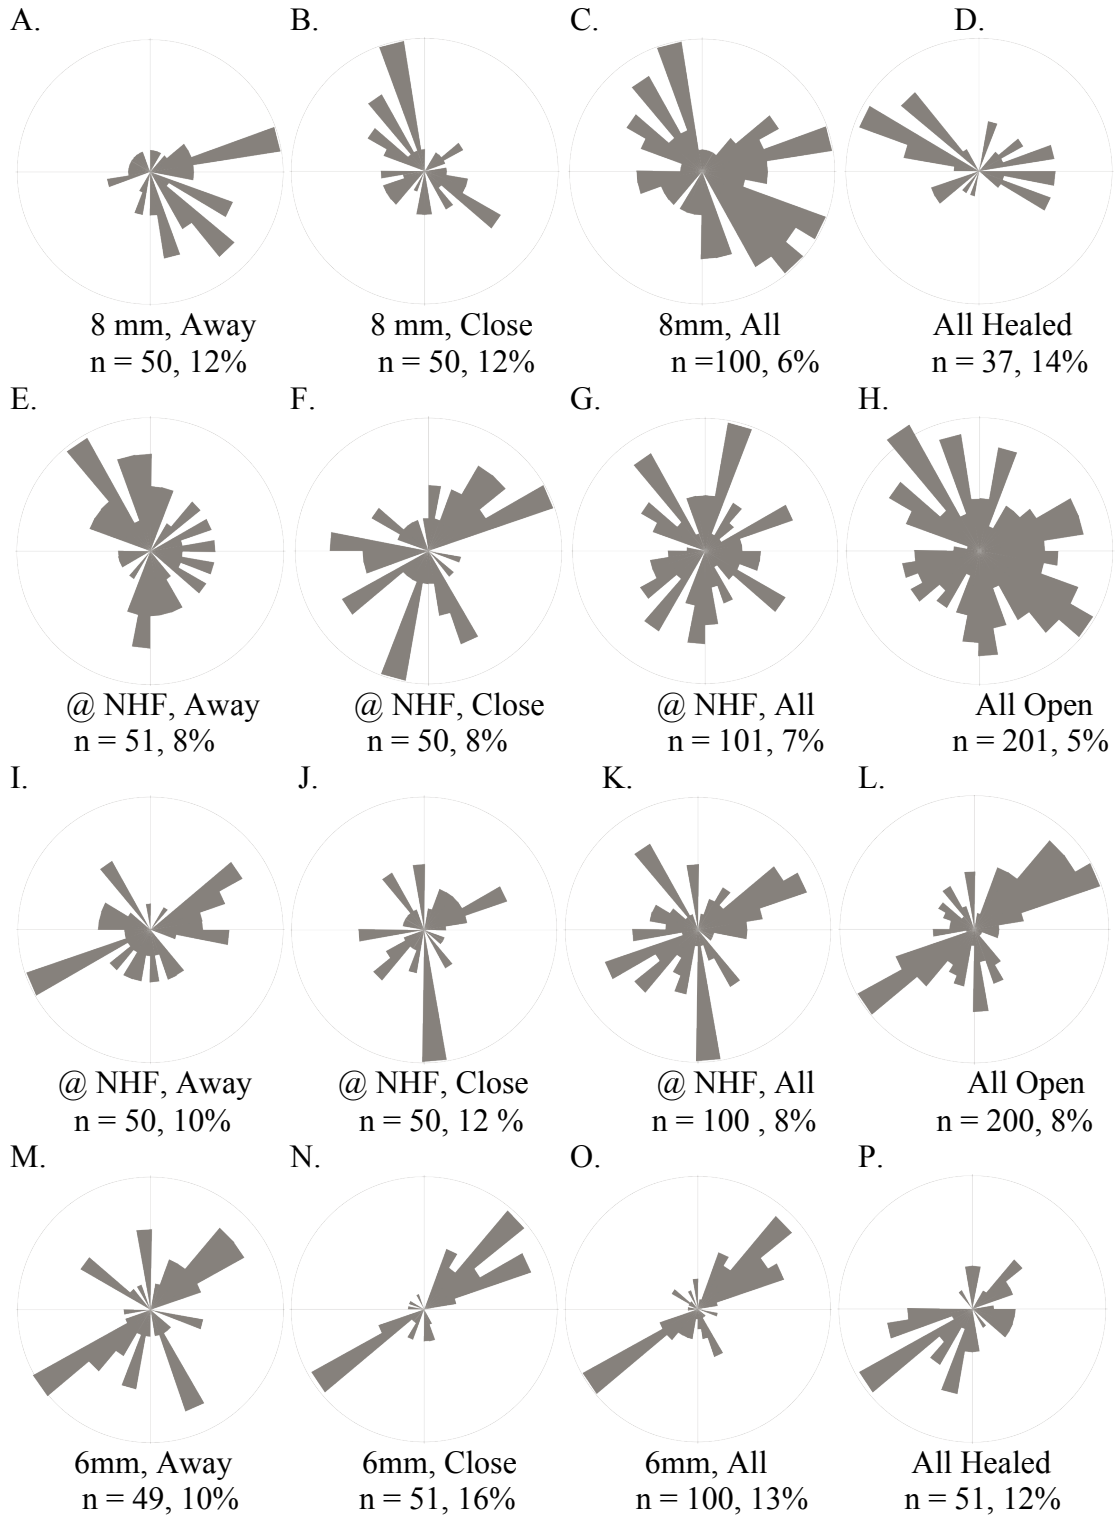 A.
B.
C.
D.
8 mm, Away
n = 50, 12%
8 mm, Close
n = 50, 12%
8mm, All
n =100, 6%
All Healed
n = 37, 14%
E.
F.
G.
H.
@ NHF, Away
n = 51, 8%
@ NHF, Close
n = 50, 8%
@ NHF, All
n = 101, 7%
All Open
n = 201, 5%
I.
J.
K.
L.
@ NHF, Away
n = 50, 10%
@ NHF, Close
n = 50, 12 %
@ NHF, All
n = 100 , 8%
All Open
n = 200, 8%
M.
N.
O.
P.
6mm, Away
n = 49, 10%
6mm, Close
n = 51, 16%
6mm, All
n = 100, 13%
All Healed
n = 51, 12%